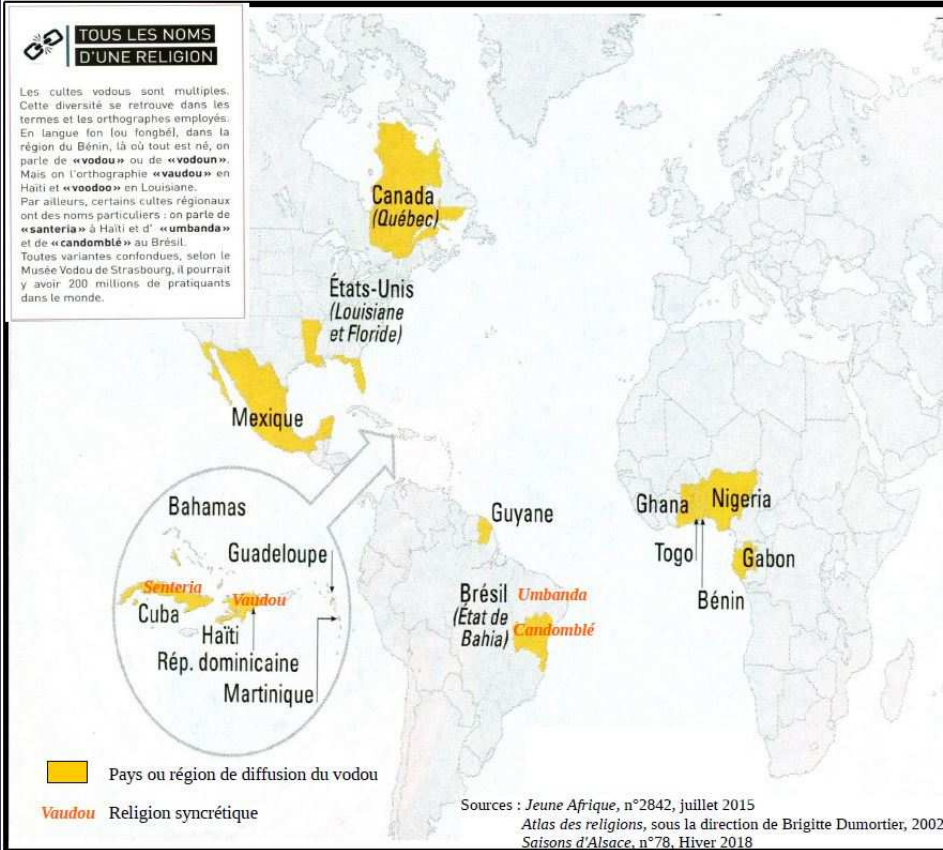 TOUS LES NOMS
D'UNE RELIGION
Les cultes vodous sont multiples.
Cette diversité se retrouve dans les
termes et les orthographes employés.
En langue fon (ou fongbé), dans la
région du Bénin, là où tout est né, on
parle de «vodou» ou de «vodoun».
Mais on l'orthographie «vaudou» en
Haïti et «voodoo» en Louisiane.
Par ailleurs, certains cultes régionaux
ont des noms particuliers : on parle de
«santeria» à Haïti et d' «umbanda»
et de «candomblé» au Brésil.
Toutes variantes confondues, selon le
Musée Vodou de Strasbourg, il pourrait
y avoir 200 millions de pratiquants
dans le monde.
Canada
(Québec)
États-Unis
(Louisiane
et Floride)
Mexique
Bahamas
Guadeloupe
Senteria
Vaudou
Cuba
Haïti
Rép. dominicaine
Martinique
Guyane
Brésil
(État de
Bahia)
Umbanda
Candomblé
Ghana
Nigeria
Togo
Gabon
Bénin
Pays ou région de diffusion du vodou
Vaudou Religion syncrétique
Sources : Jeune Afrique, n°2842, juillet 2015
Atlas des religions, sous la direction de Brigitte Dumortier, 2002
Saisons d'Alsace, n°78, Hiver 2018